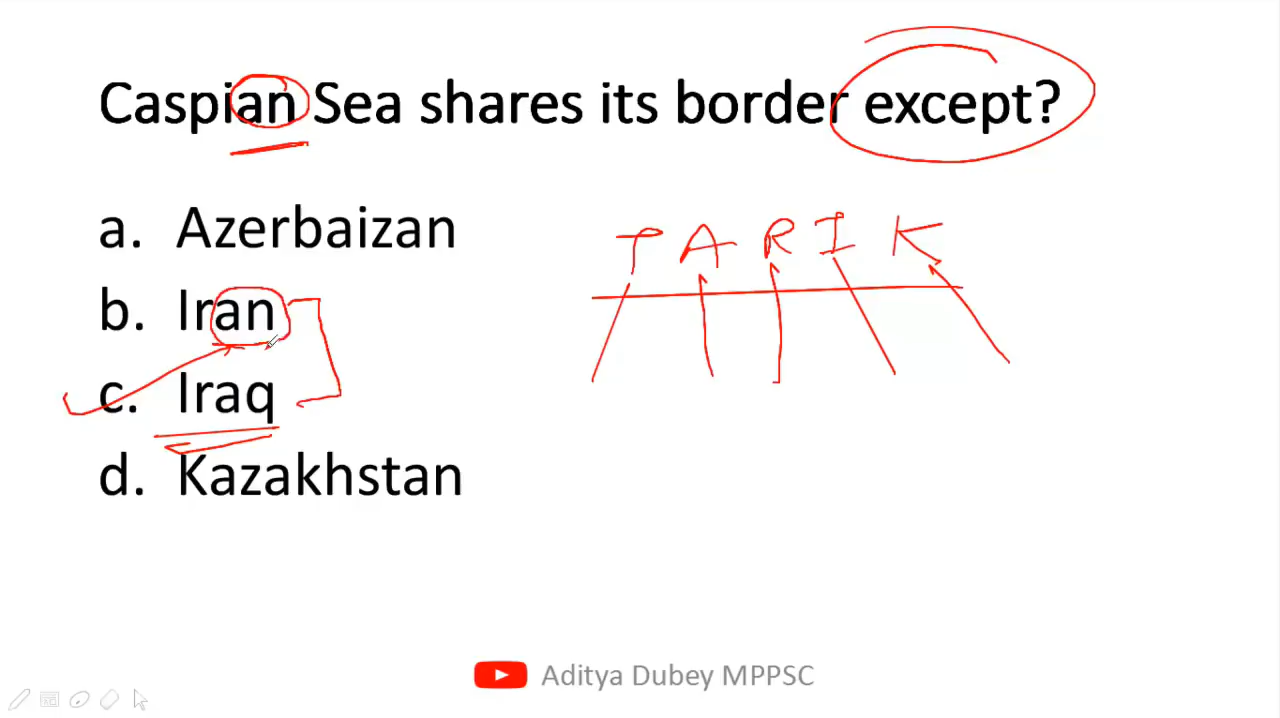 Caspian Sea shares its border except?
a. Azerbaizan
b. Iran
c. Iraq
d. Kazakhstan
T A R I K
Aditya Dubey MPPSC